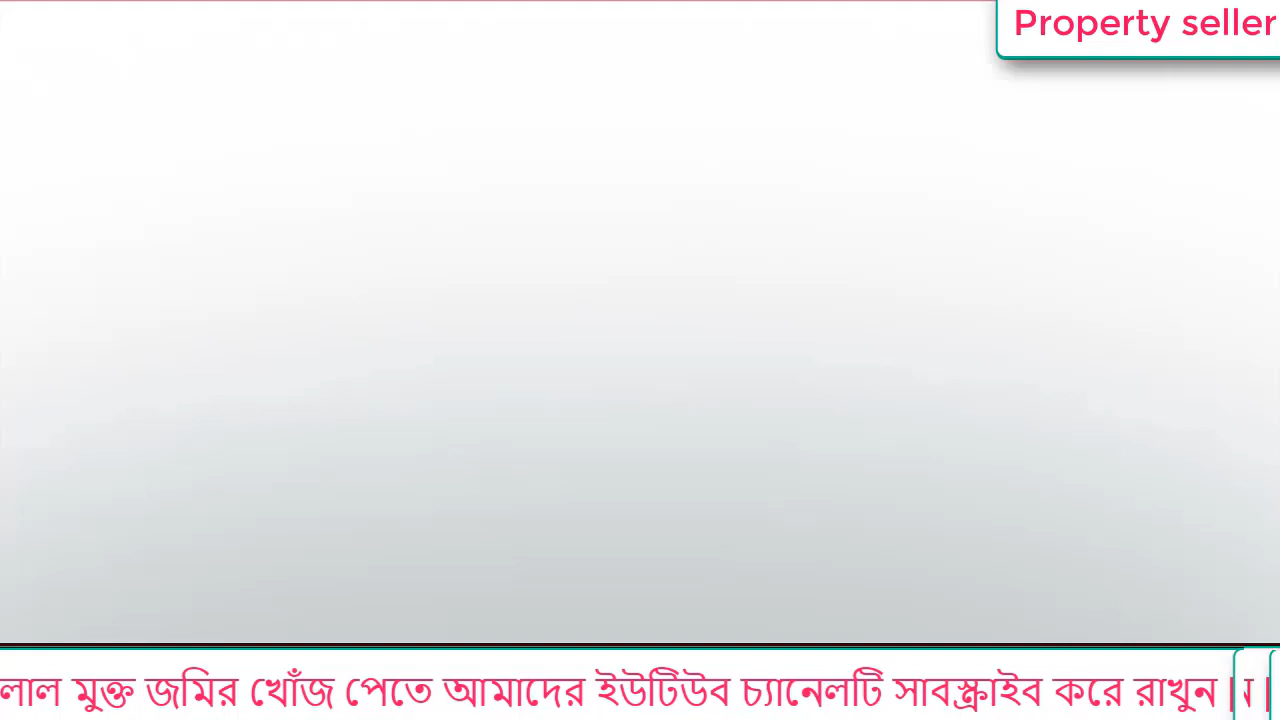 Property seller
লাল মুক্ত জমির খোঁজ পেতে আমাদের ইউটিউব চ্যানেলটি সাবস্ক্রাইব করে রাখুন